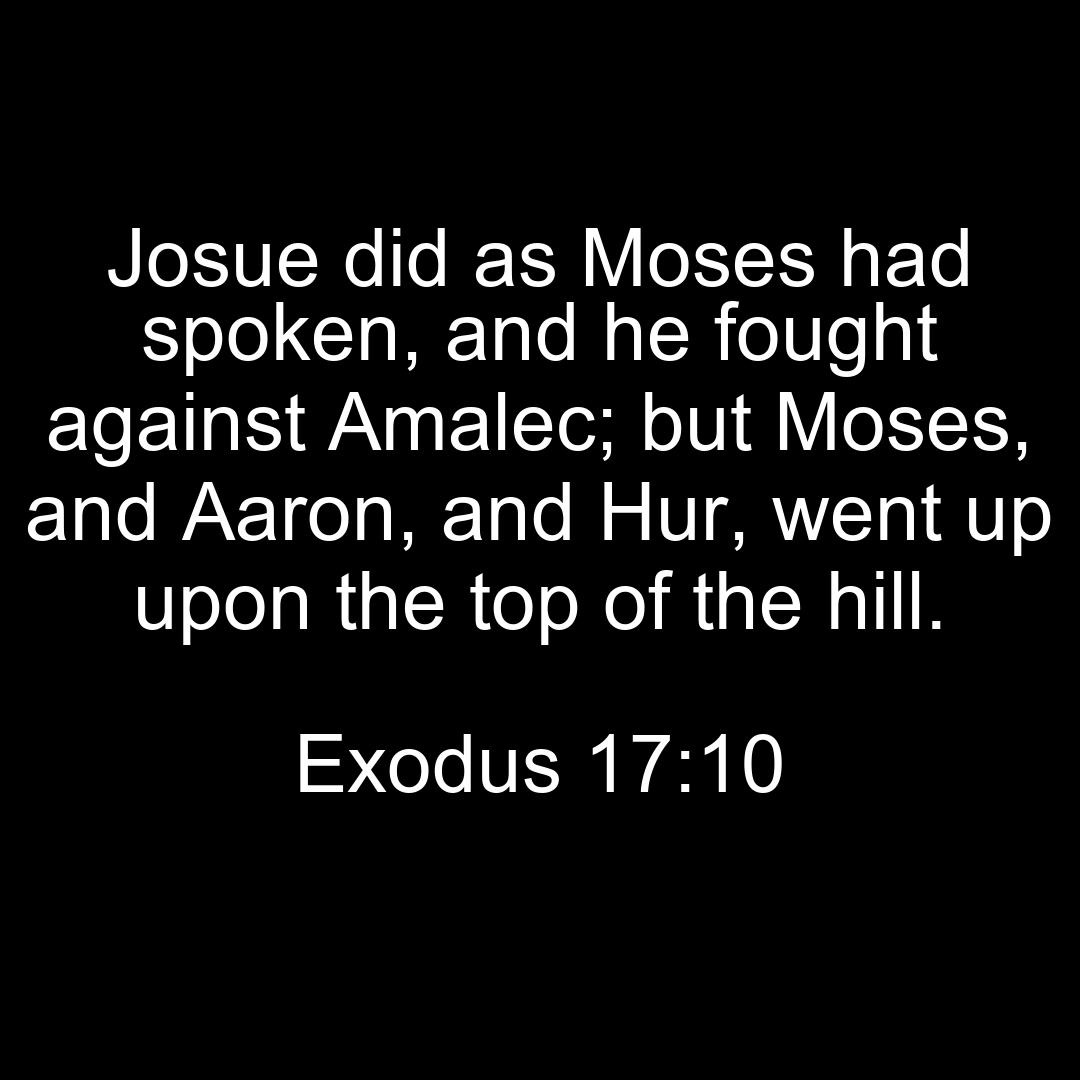 Josue did as Moses had
spoken, and he fought
against Amalec; but Moses,
and Aaron, and Hur, went up
upon the top of the hill.
Exodus 17:10